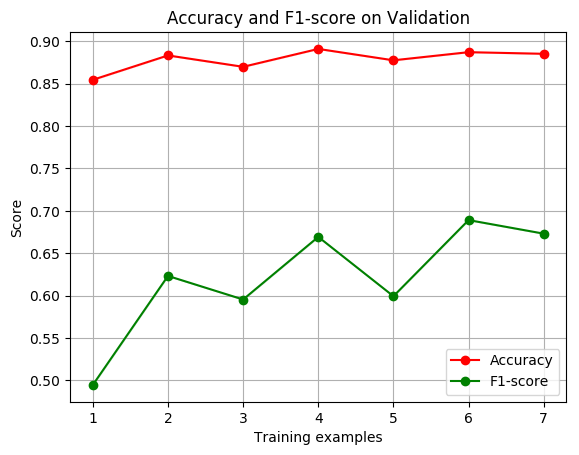 Accuracy and F1-score on Validation
0.90
0.85
0.80
0.75
0.70
0.65
0.60
0.55
0.50
Score
Accuracy
F1-score
1 2 3 4 5 6 7
Training examples